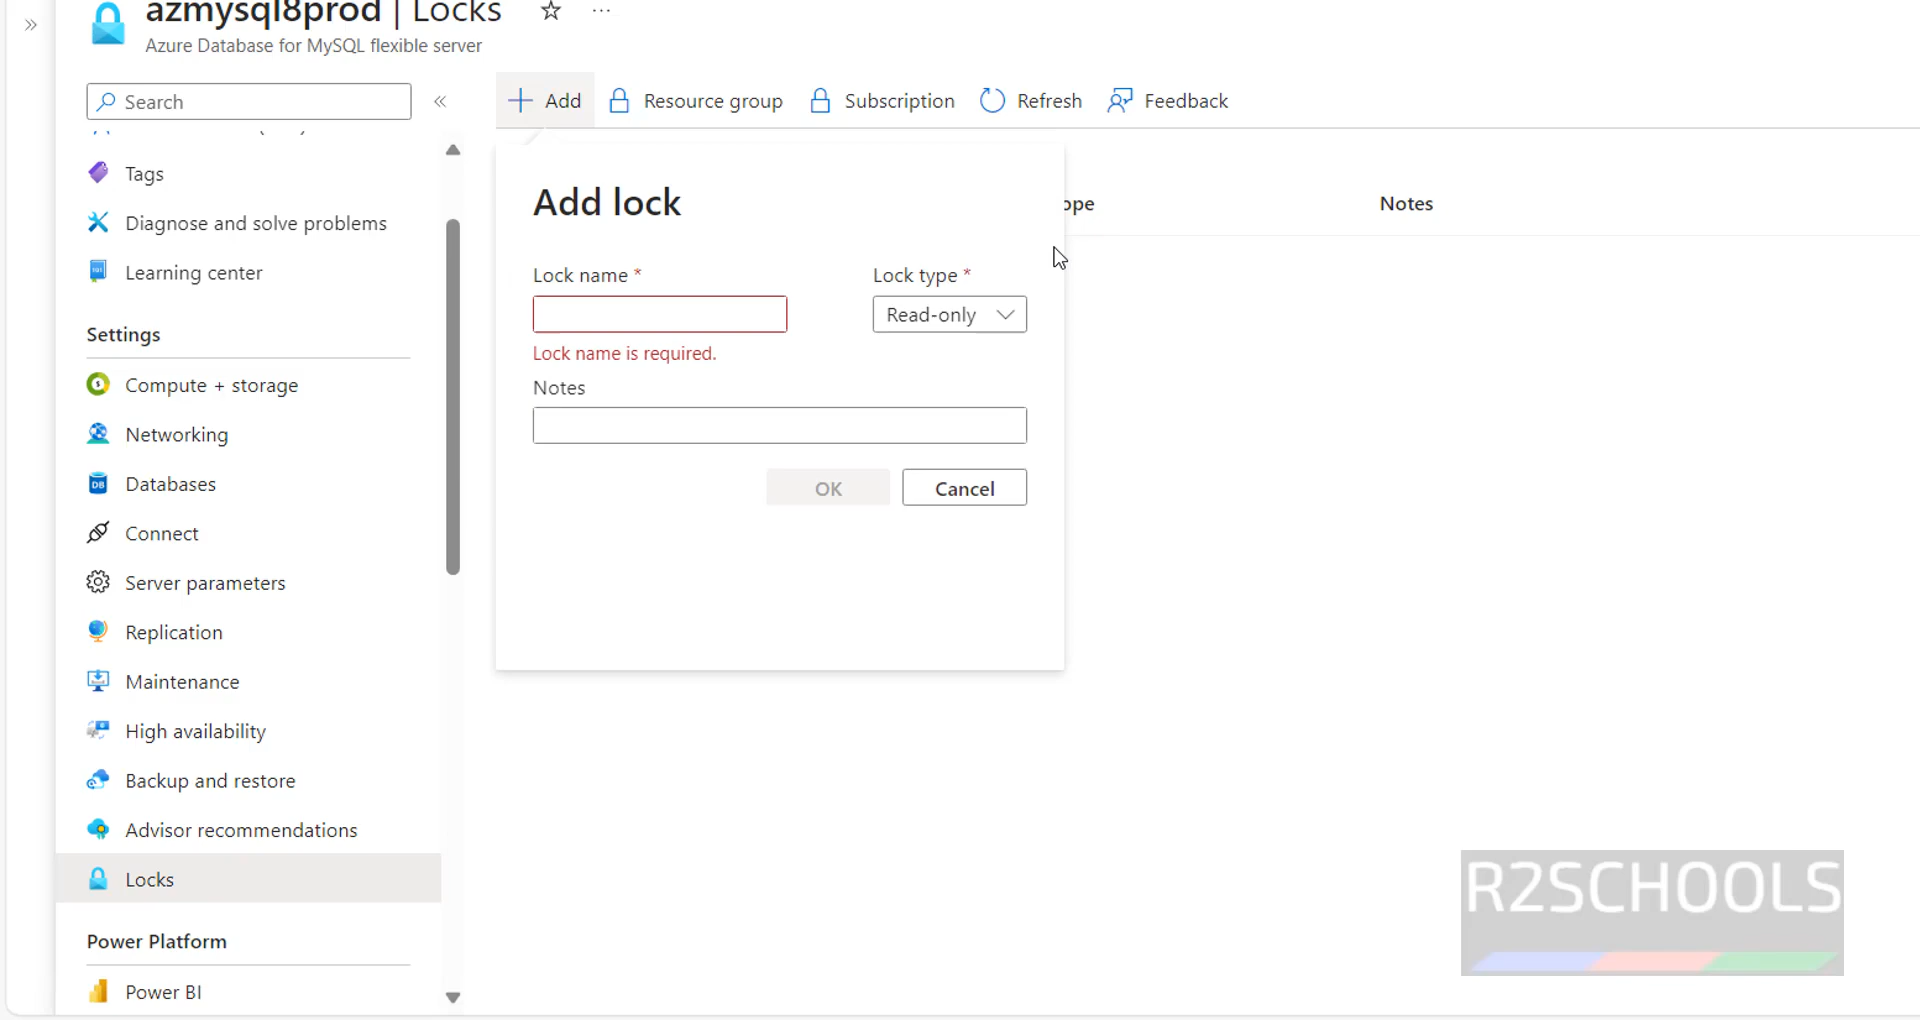 azmysql8prod | Locks
Azure Database for MySQL flexible server
Search
Add
Resource group
Subscription
Refresh
Feedback
Tags
Diagnose and solve problems
Learning center
Settings
Compute + storage
Networking
Databases
Connect
Server parameters
Replication
Maintenance
High availability
Backup and restore
Advisor recommendations
Locks
Power Platform
Power BI
Add lock
Lock name *
Lock type *
Read-only
Lock name is required.
Notes
OK
Cancel
ope
Notes
R2SCHOOLS